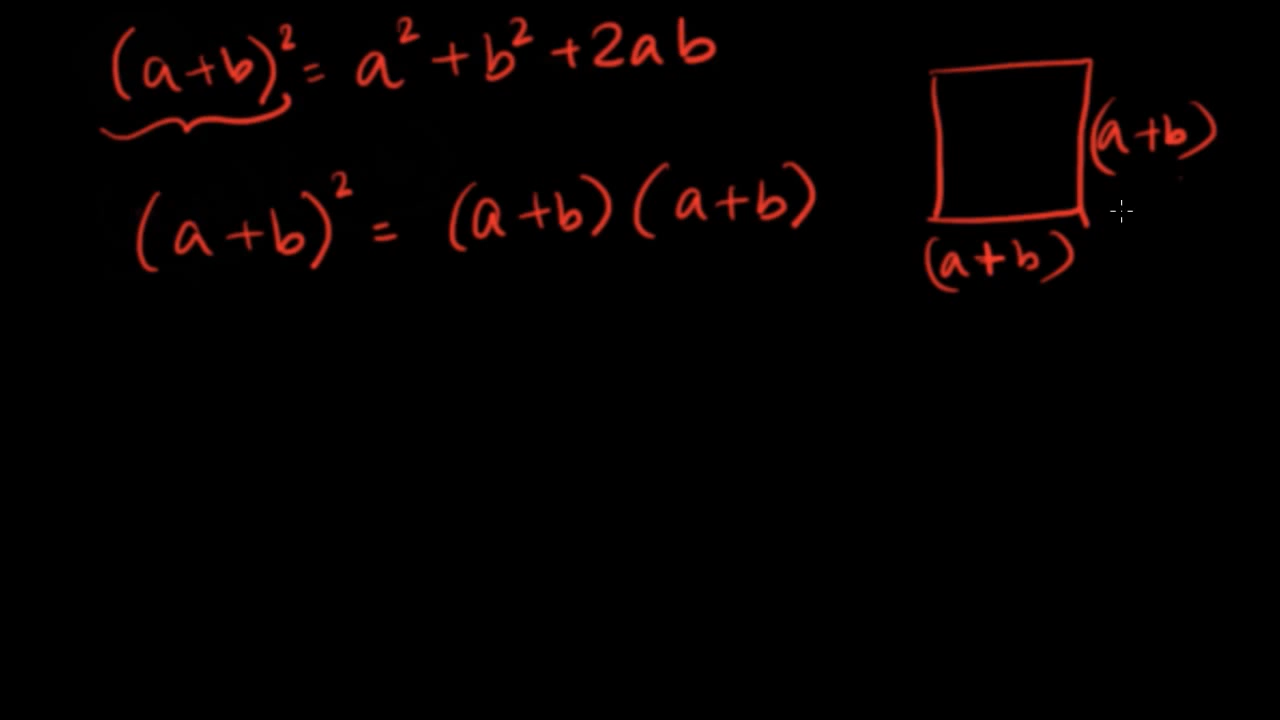 (a+b)² = a² + b² + 2ab
(a+b)
(a+b)² = (a+b)(a+b)
(a+b)